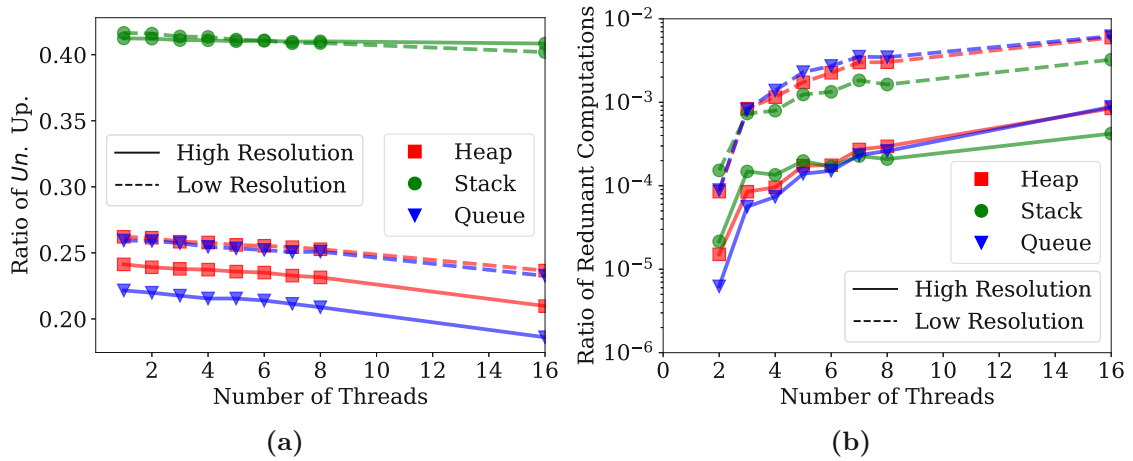 0.40
0.35
0.30
0.25
0.20
Ratio of Un. Up.
High Resolution
Low Resolution
Heap
Stack
Queue
2 4 6 8 10 12 14 16
Number of Threads
(a)
10−2
10−3
10−4
10−5
10−6
Ratio of Redunant Computations
Heap
Stack
Queue
High Resolution
Low Resolution
0 2 4 6 8 10 12 14 16
Number of Threads
(b)